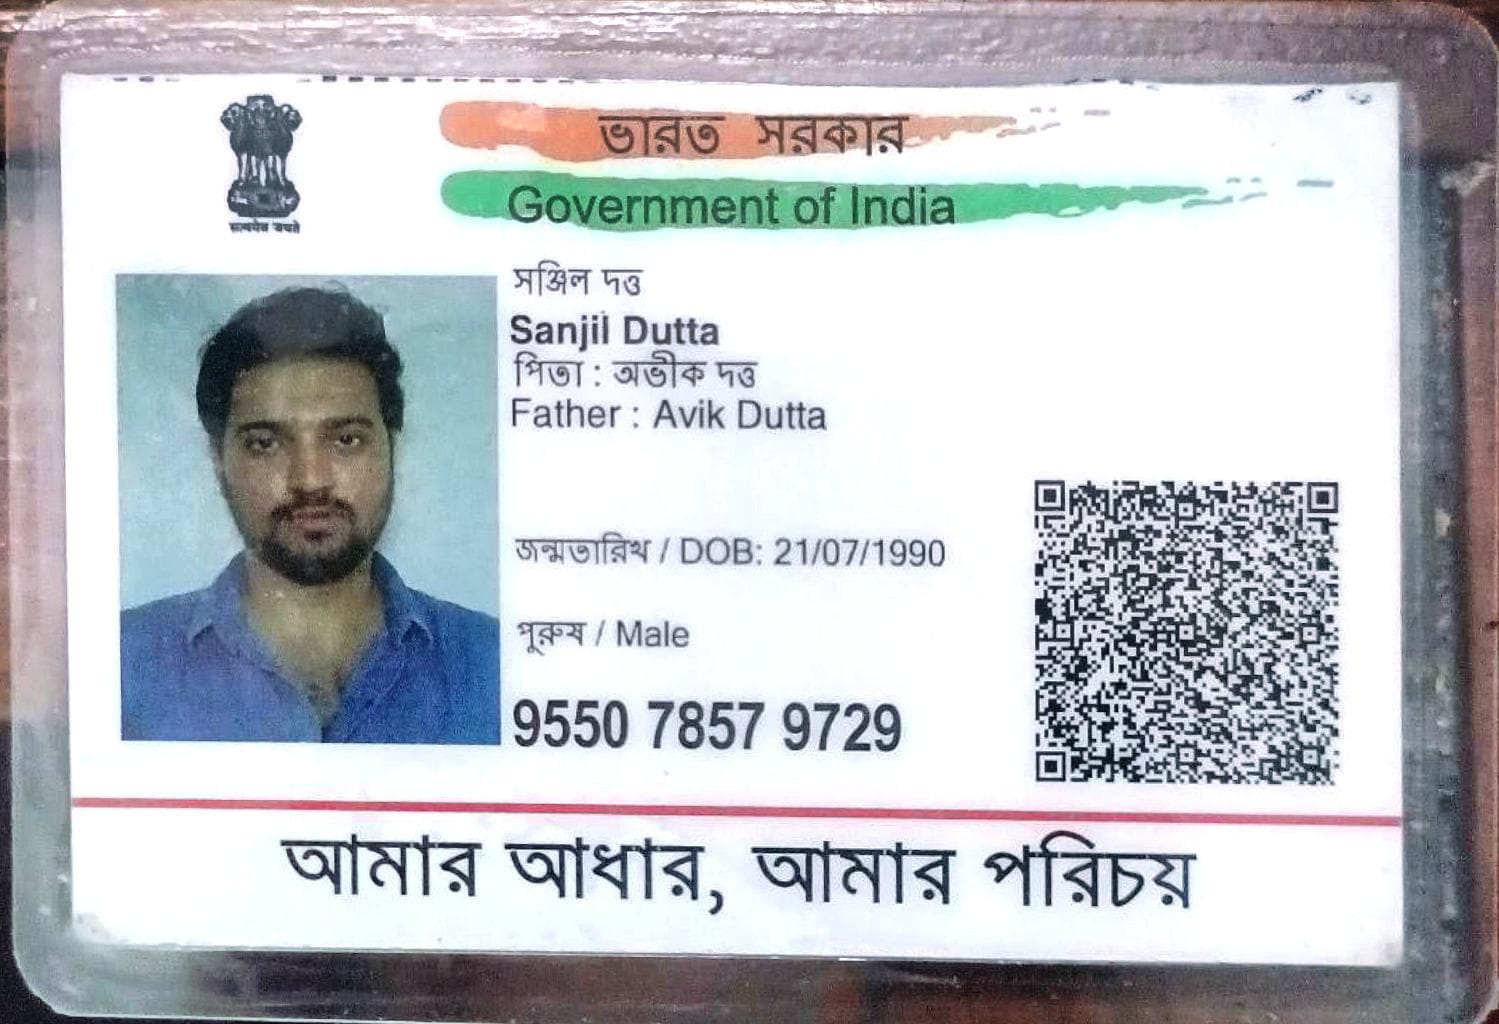 ভারত সরকার
Government of India
सत्यमेव जयते
সঞ্জিল দত্ত
Sanjil Dutta
পিতা : অভীক দত্ত
Father : Avik Dutta
জন্মতারিখ / DOB: 21/07/1990
পুরুষ / Male
9550 7857 9729
আমার আধার, আমার পরিচয়